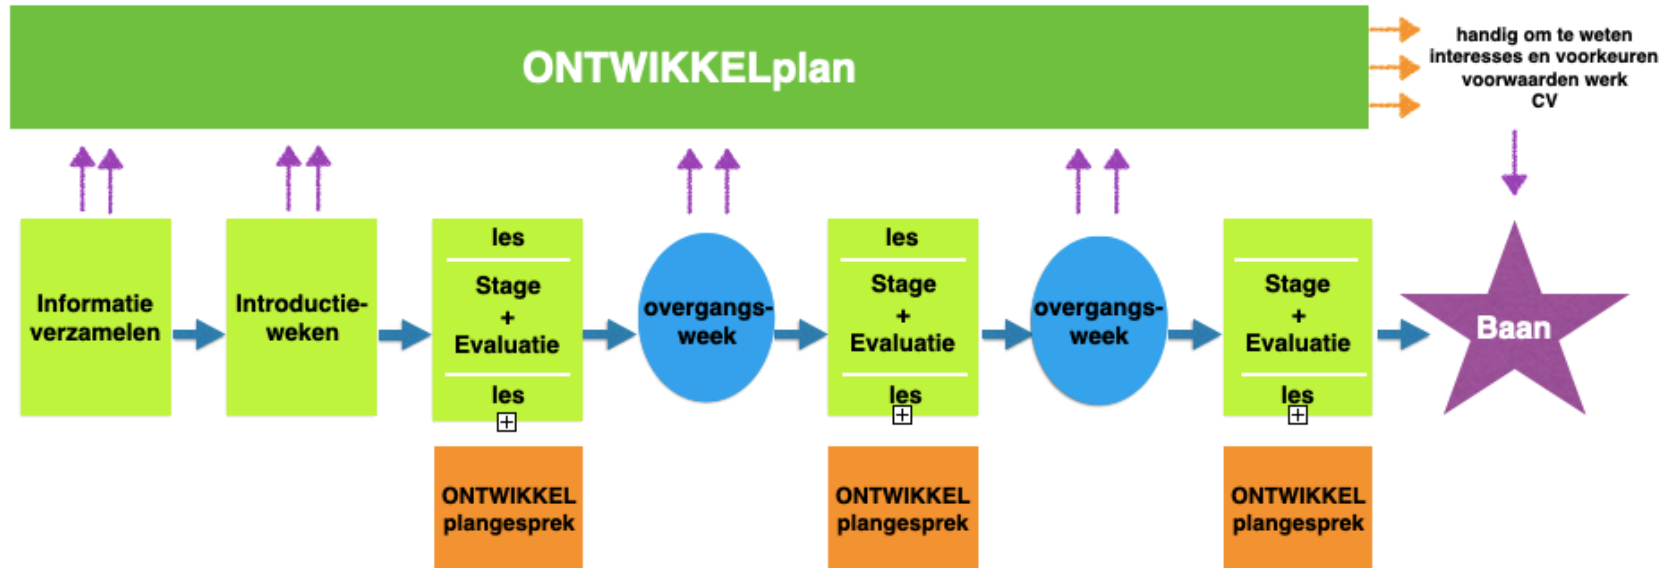 ONTWIKKELplan
handig om te weten
interesses en voorkeuren
voorwaarden werk
CV
Informatie
verzamelen
Introductie-
weken
les
Stage
+
Evaluatie
les
overgangs-
week
les
Stage
+
Evaluatie
les
overgangs-
week
Stage
+
Evaluatie
les
Baan
ONTWIKKEL
plangesprek
ONTWIKKEL
plangesprek
ONTWIKKEL
plangesprek